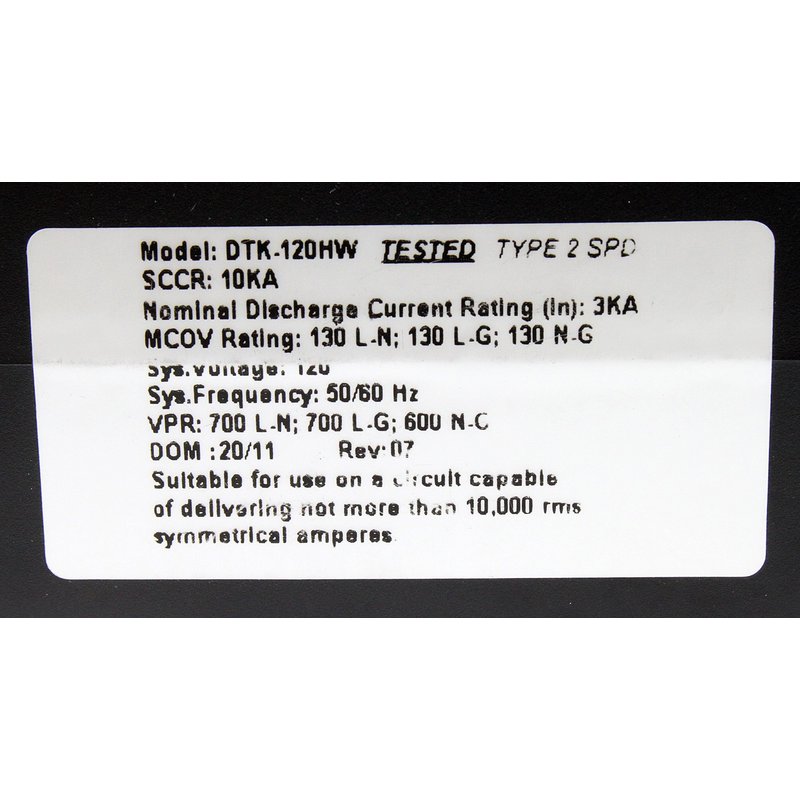 Model: DTK-120HW TESTED TYPE 2 SPD
SCCR: 10KA
Nominal Discharge Current Rating (In): 3KA
MCOV Rating: 130 L-N; 130 L-G; 130 N-G
Sys.Voltage: 120
Sys.Frequency: 50/60 Hz
VPR: 700 L-N; 700 L-G; 600 N-G
DOM :20/11 Rev:07
Suitable for use on a circuit capable
of delivering not more than 10,000 rms
symmetrical amperes.